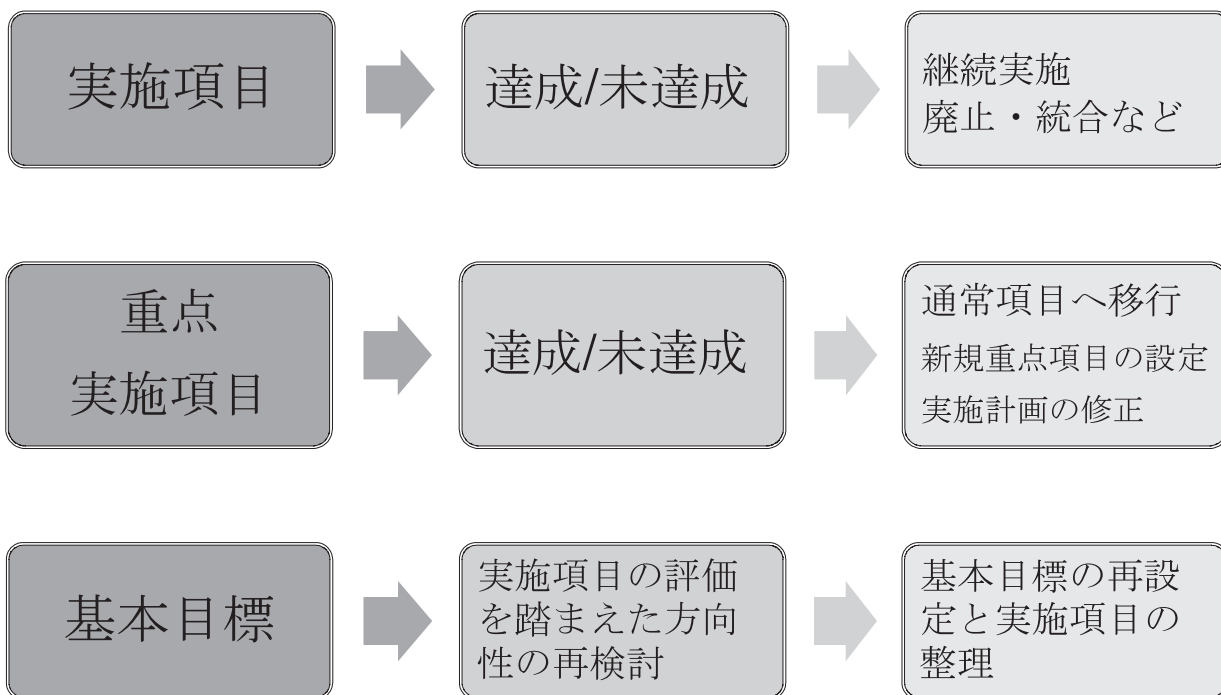 実施項目
達成/未達成
継続実施
廃止・統合など
重点
実施項目
達成/未達成
通常項目へ移行
新規重点項目の設定
実施計画の修正
基本目標
実施項目の評価
を踏まえた方向
性の再検討
基本目標の再設
定と実施項目の
整理